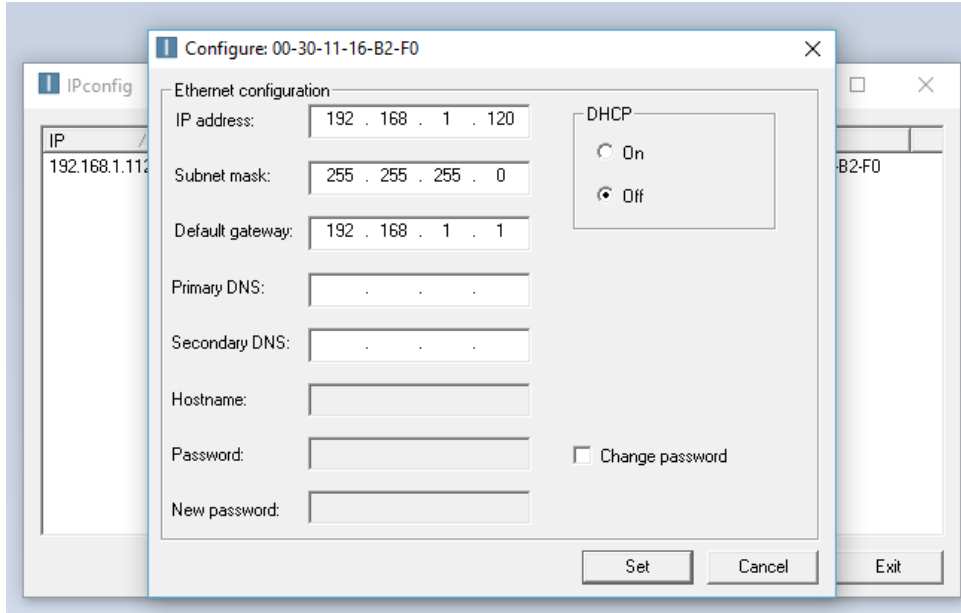 Configure: 00-30-11-16-B2-F0
IPconfig
Ethernet configuration
IP address: 192 . 168 . 1 . 120
DHCP
On
IP
192.168.1.112
-B2-F0
Subnet mask: 255 . 255 . 255 . 0
Off
Default gateway: 192 . 168 . 1 . 1
Primary DNS: . . .
Secondary DNS: . . .
Hostname:
Password:
Change password
New password:
Set
Cancel
Exit